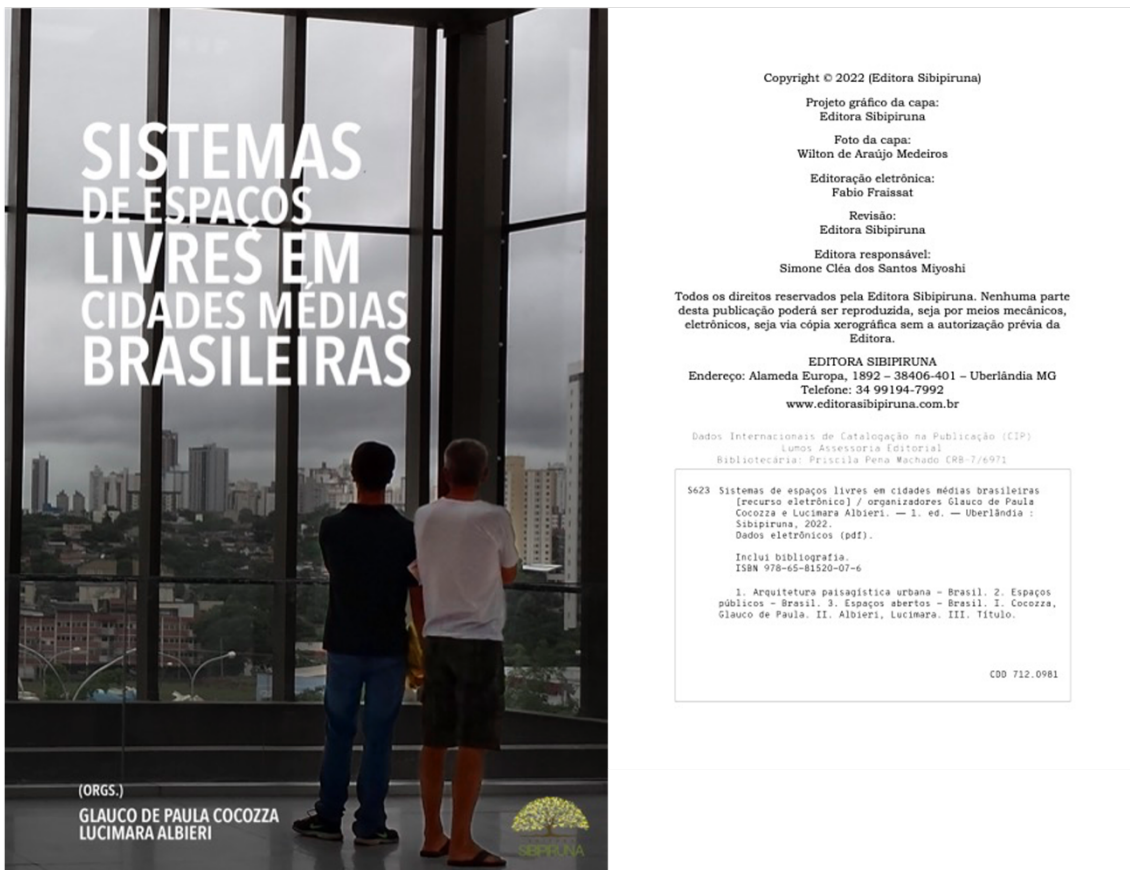 SISTEMAS
DE ESPAÇOS
LIVRES EM
CIDADES MÉDIAS
BRASILEIRAS
(ORGS.)
GLAUCO DE PAULA COCOZZA
LUCIMARA ALBIERI
SIBIPIRUNA
Copyright © 2022 (Editora Sibipiruna)
Projeto gráfico da capa:
Editora Sibipiruna
Foto da capa:
Wilton de Araújo Medeiros
Editoração eletrônica:
Fabio Fraissat
Revisão:
Editora Sibipiruna
Editora responsável:
Simone Cléa dos Santos Miyoshi
Todos os direitos reservados pela Editora Sibipiruna. Nenhuma parte
desta publicação poderá ser reproduzida, seja por meios mecânicos,
eletrônicos, seja via cópia xerográfica sem a autorização prévia da
Editora.
EDITORA SIBIPIRUNA
Endereço: Alameda Europa, 1892 – 38406-401 – Uberlândia MG
Telefone: 34 99194-7992
www.editorasibipiruna.com.br
Dados Internacionais de Catalogação na Publicação (CIP)
Lumos Assessoria Editorial
Bibliotecária: Priscila Pena Machado CRB-7/6971
S623 Sistemas de espaços livres em cidades médias brasileiras
[recurso eletrônico] / organizadores Glauco de Paula
Cocozza e Lucimara Albieri. — 1. ed. — Uberlândia :
Sibipiruna, 2022.
Dados eletrônicos (pdf).
Inclui bibliografia.
ISBN 978-65-81520-07-6
1. Arquitetura paisagística urbana – Brasil. 2. Espaços
públicos – Brasil. 3. Espaços abertos – Brasil. I. Cocozza,
Glauco de Paula. II. Albieri, Lucimara. III. Título.
CDD 712.0981